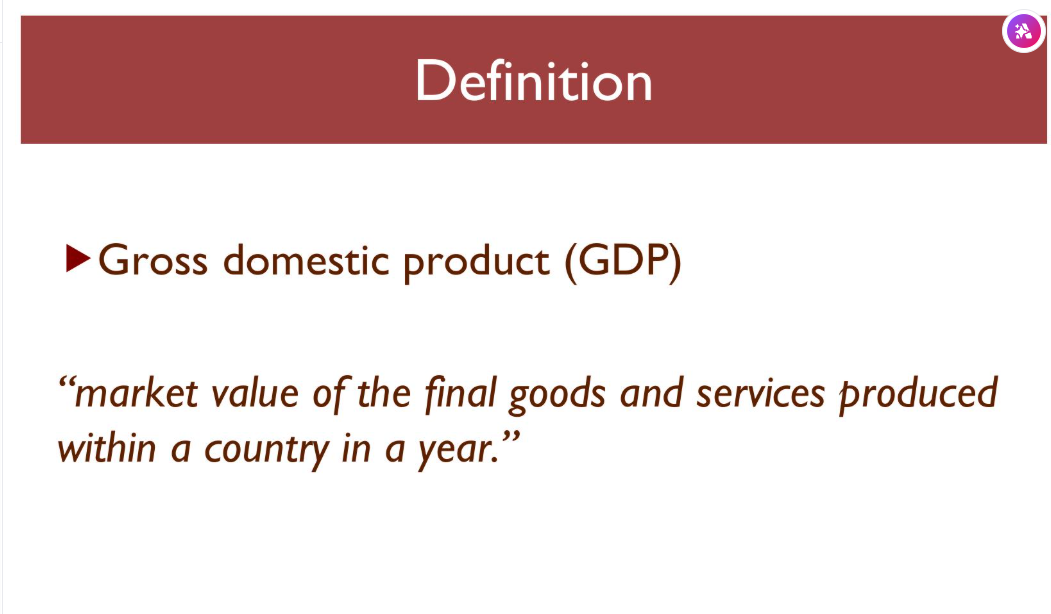 Definition
Gross domestic product (GDP)
“market value of the final goods and services produced
within a country in a year.”